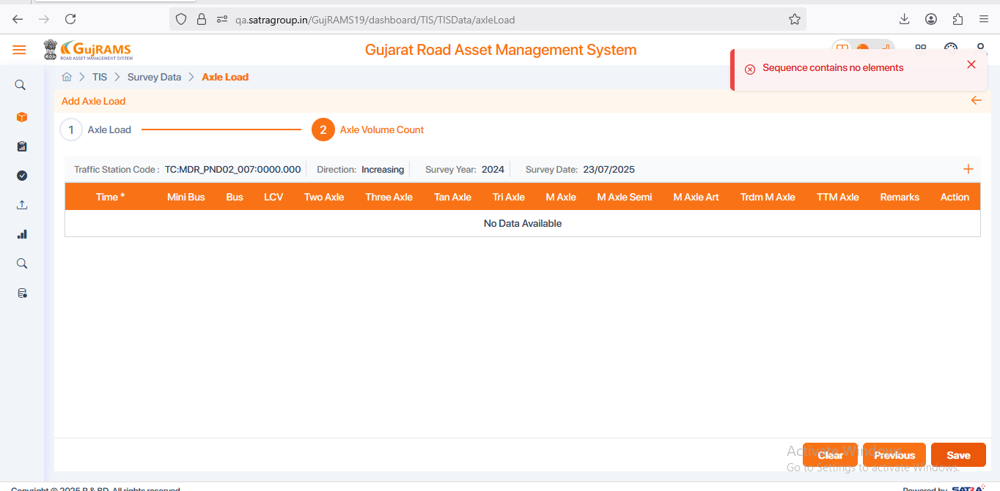 qa.satragroup.in/GujRAMS19/dashboard/TIS/TISData/axleLoad
GujRAMS
ROAD ASSET MANAGEMENT SYSTEM
Gujarat Road Asset Management System
Sequence contains no elements
TIS > Survey Data > Axle Load
Add Axle Load
1 Axle Load 2 Axle Volume Count
Traffic Station Code : TC:MDR_PND02_007:0000.000 Direction: Increasing Survey Year: 2024 Survey Date: 23/07/2025
Time * Mini Bus Bus LCV Two Axle Three Axle Tan Axle Tri Axle M Axle M Axle Semi M Axle Art Trdm M Axle TTM Axle Remarks Action
No Data Available
Activate Windows
Go to Settings to activate Windows.
Clear Previous Save
Copyright © 2025 R & BD. All rights reserved Powered by SATRA